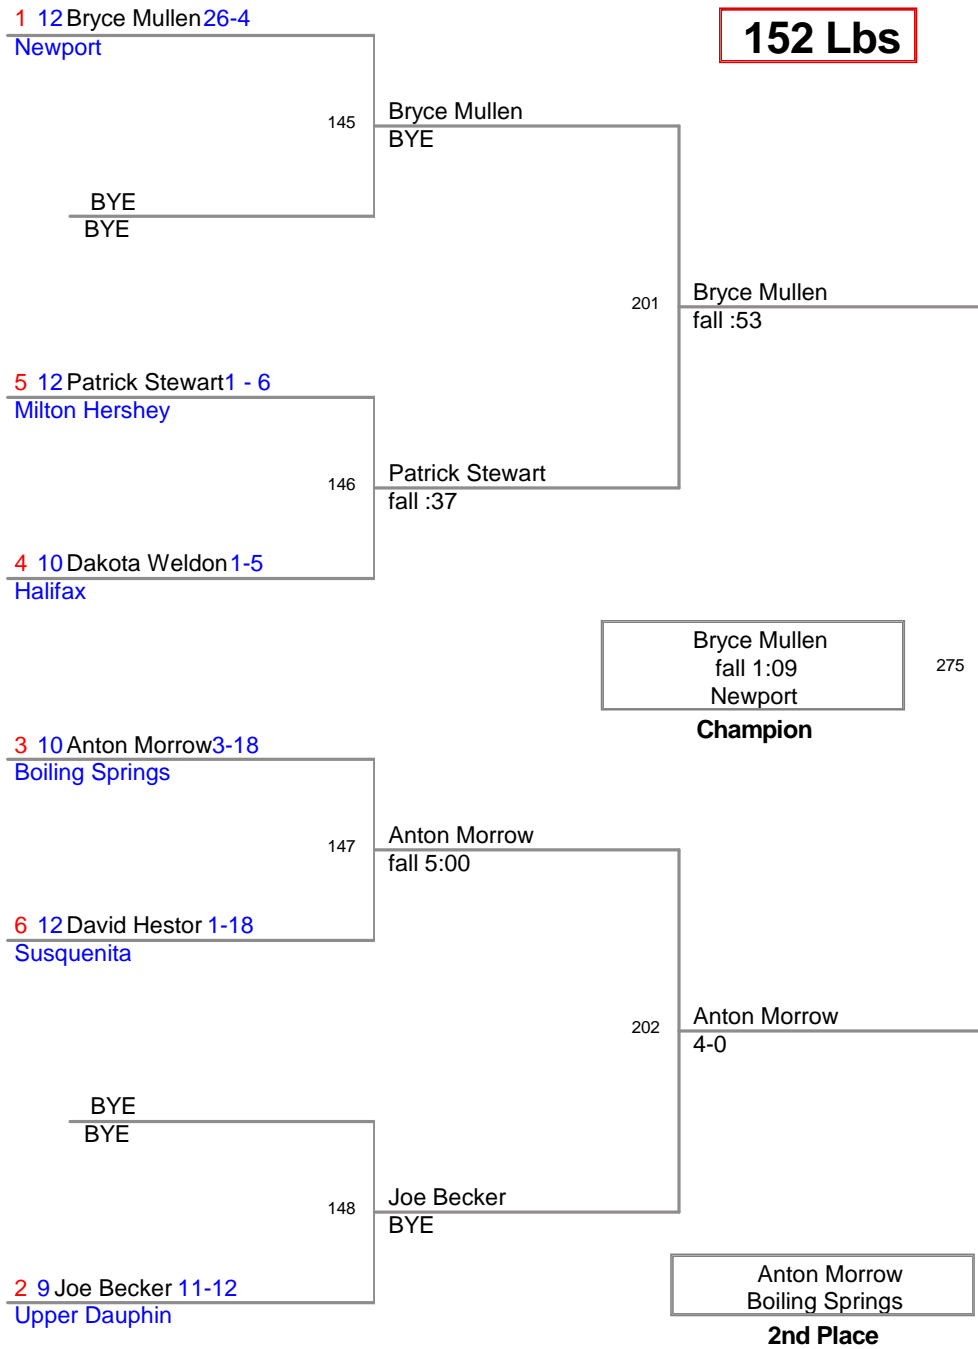 1 12 Bryce Mullen 26-4
Newport
152 Lbs
145
Bryce Mullen
BYE
BYE
BYE
201
Bryce Mullen
fall :53
5 12 Patrick Stewart 1 - 6
Milton Hershey
146
Patrick Stewart
fall :37
4 10 Dakota Weldon 1-5
Halifax
Bryce Mullen
fall 1:09
Newport
275
Champion
3 10 Anton Morrow 3-18
Boiling Springs
147
Anton Morrow
fall 5:00
6 12 David Hestor 1-18
Susquenita
202
Anton Morrow
4-0
BYE
BYE
148
Joe Becker
BYE
2 9 Joe Becker 11-12
Upper Dauphin
Anton Morrow
Boiling Springs
2nd Place